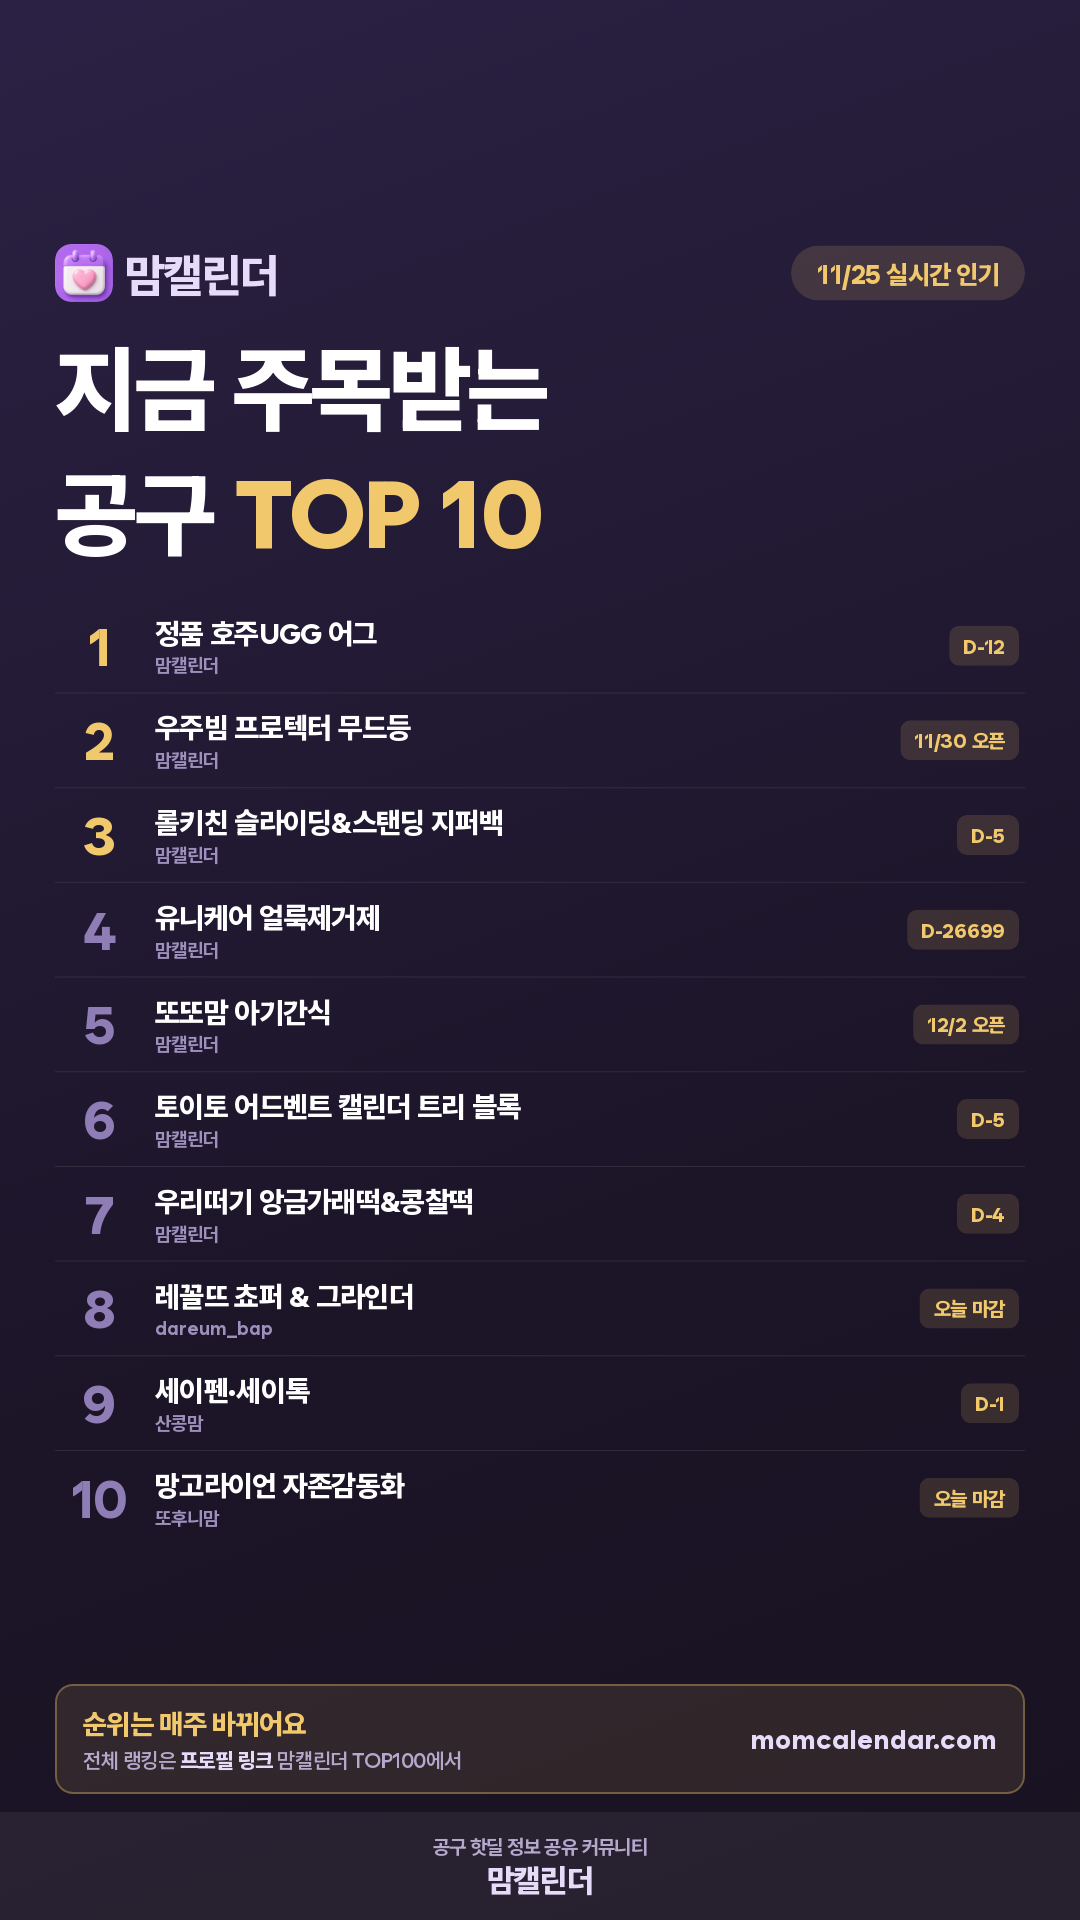 맘캘린더
11/25 실시간 인기
지금 주목받는
공구 TOP 10
1
정품 호주UGG 어그
맘캘린더
D-12
2
우주빔 프로텍터 무드등
맘캘린더
11/30 오픈
3
롤키친 슬라이딩&스탠딩 지퍼백
맘캘린더
D-5
4
유니케어 얼룩제거제
맘캘린더
D-26699
5
또또맘 아기간식
맘캘린더
12/2 오픈
6
토이토 어드벤트 캘린더 트리 블록
맘캘린더
D-5
7
우리떠기 앙금가래떡&콩찰떡
맘캘린더
D-4
8
레꼴뜨 쵸퍼 & 그라인더
dareum_bap
오늘 마감
9
세이펜·세이톡
산콩맘
D-1
10
망고라이언 자존감동화
또후니맘
오늘 마감
순위는 매주 바뀌어요
전체 랭킹은 프로필 링크 맘캘린더 TOP100에서
momcalendar.com
공구 핫딜 정보 공유 커뮤니티
맘캘린더